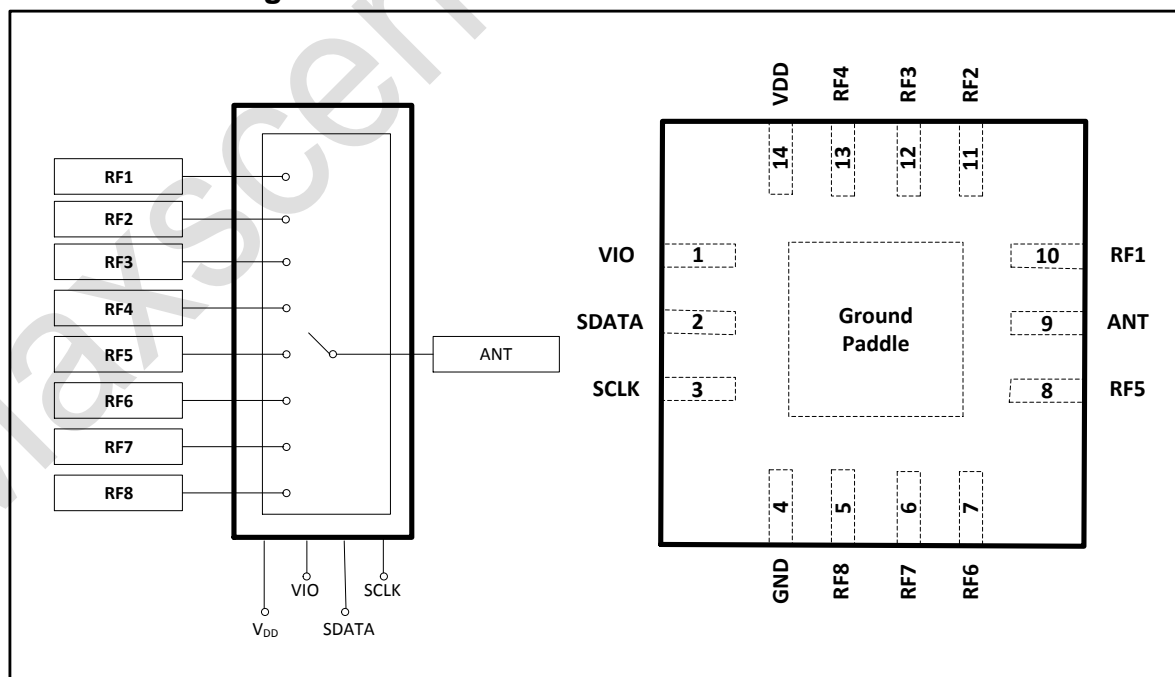 g
Maxscen
RF1
RF2
RF3
RF4
RF5
RF6
RF7
RF8
ANT
VDD
VIO
SDATA
SCLK
VDD
RF4
RF3
RF2
14
13
12
11
VIO
1
10
RF1
SDATA
2
Ground
Paddle
9
ANT
SCLK
3
8
RF5
4
5
6
7
GND
RF8
RF7
RF6